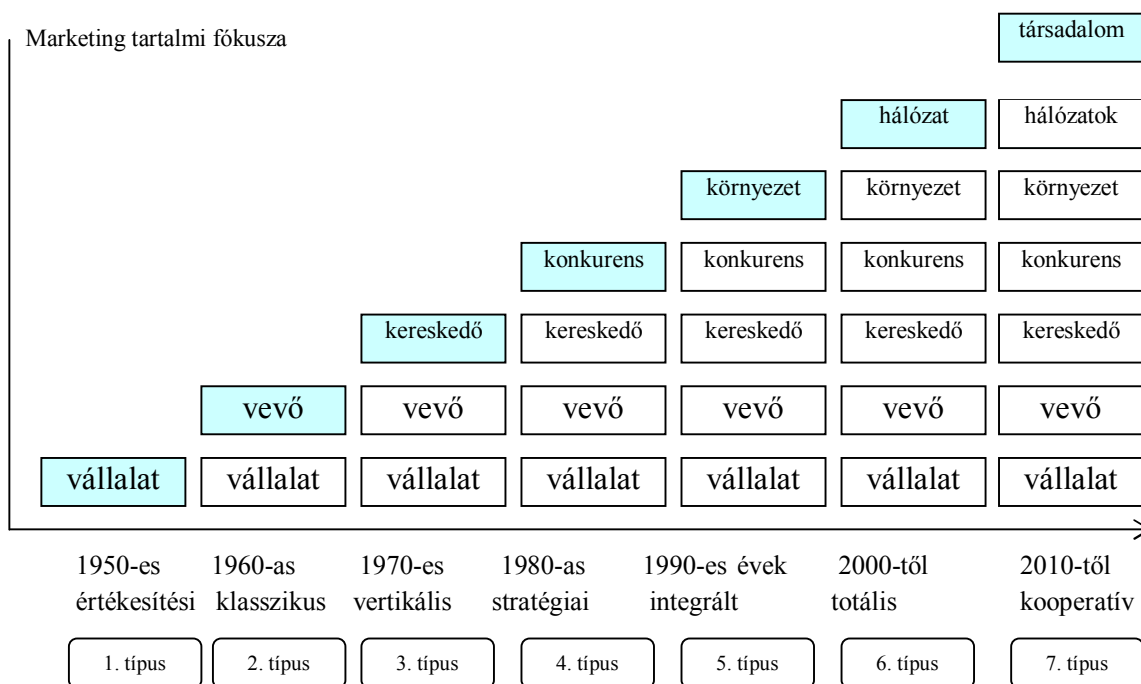 társadalom
Marketing tartalmi fókusza
hálózat hálózatok
környezet környezet környezet
konkurens konkurens konkurens konkurens
kereskedő kereskedő kereskedő kereskedő kereskedő
vevő vevő vevő vevő vevő vevő
vállalat vállalat vállalat vállalat vállalat vállalat vállalat
1950-es 1960-as 1970-es 1980-as 1990-es évek 2000-től 2010-től
értékesítési klasszikus vertikális stratégiai integrált totális kooperatív
1. típus 2. típus 3. típus 4. típus 5. típus 6. típus 7. típus